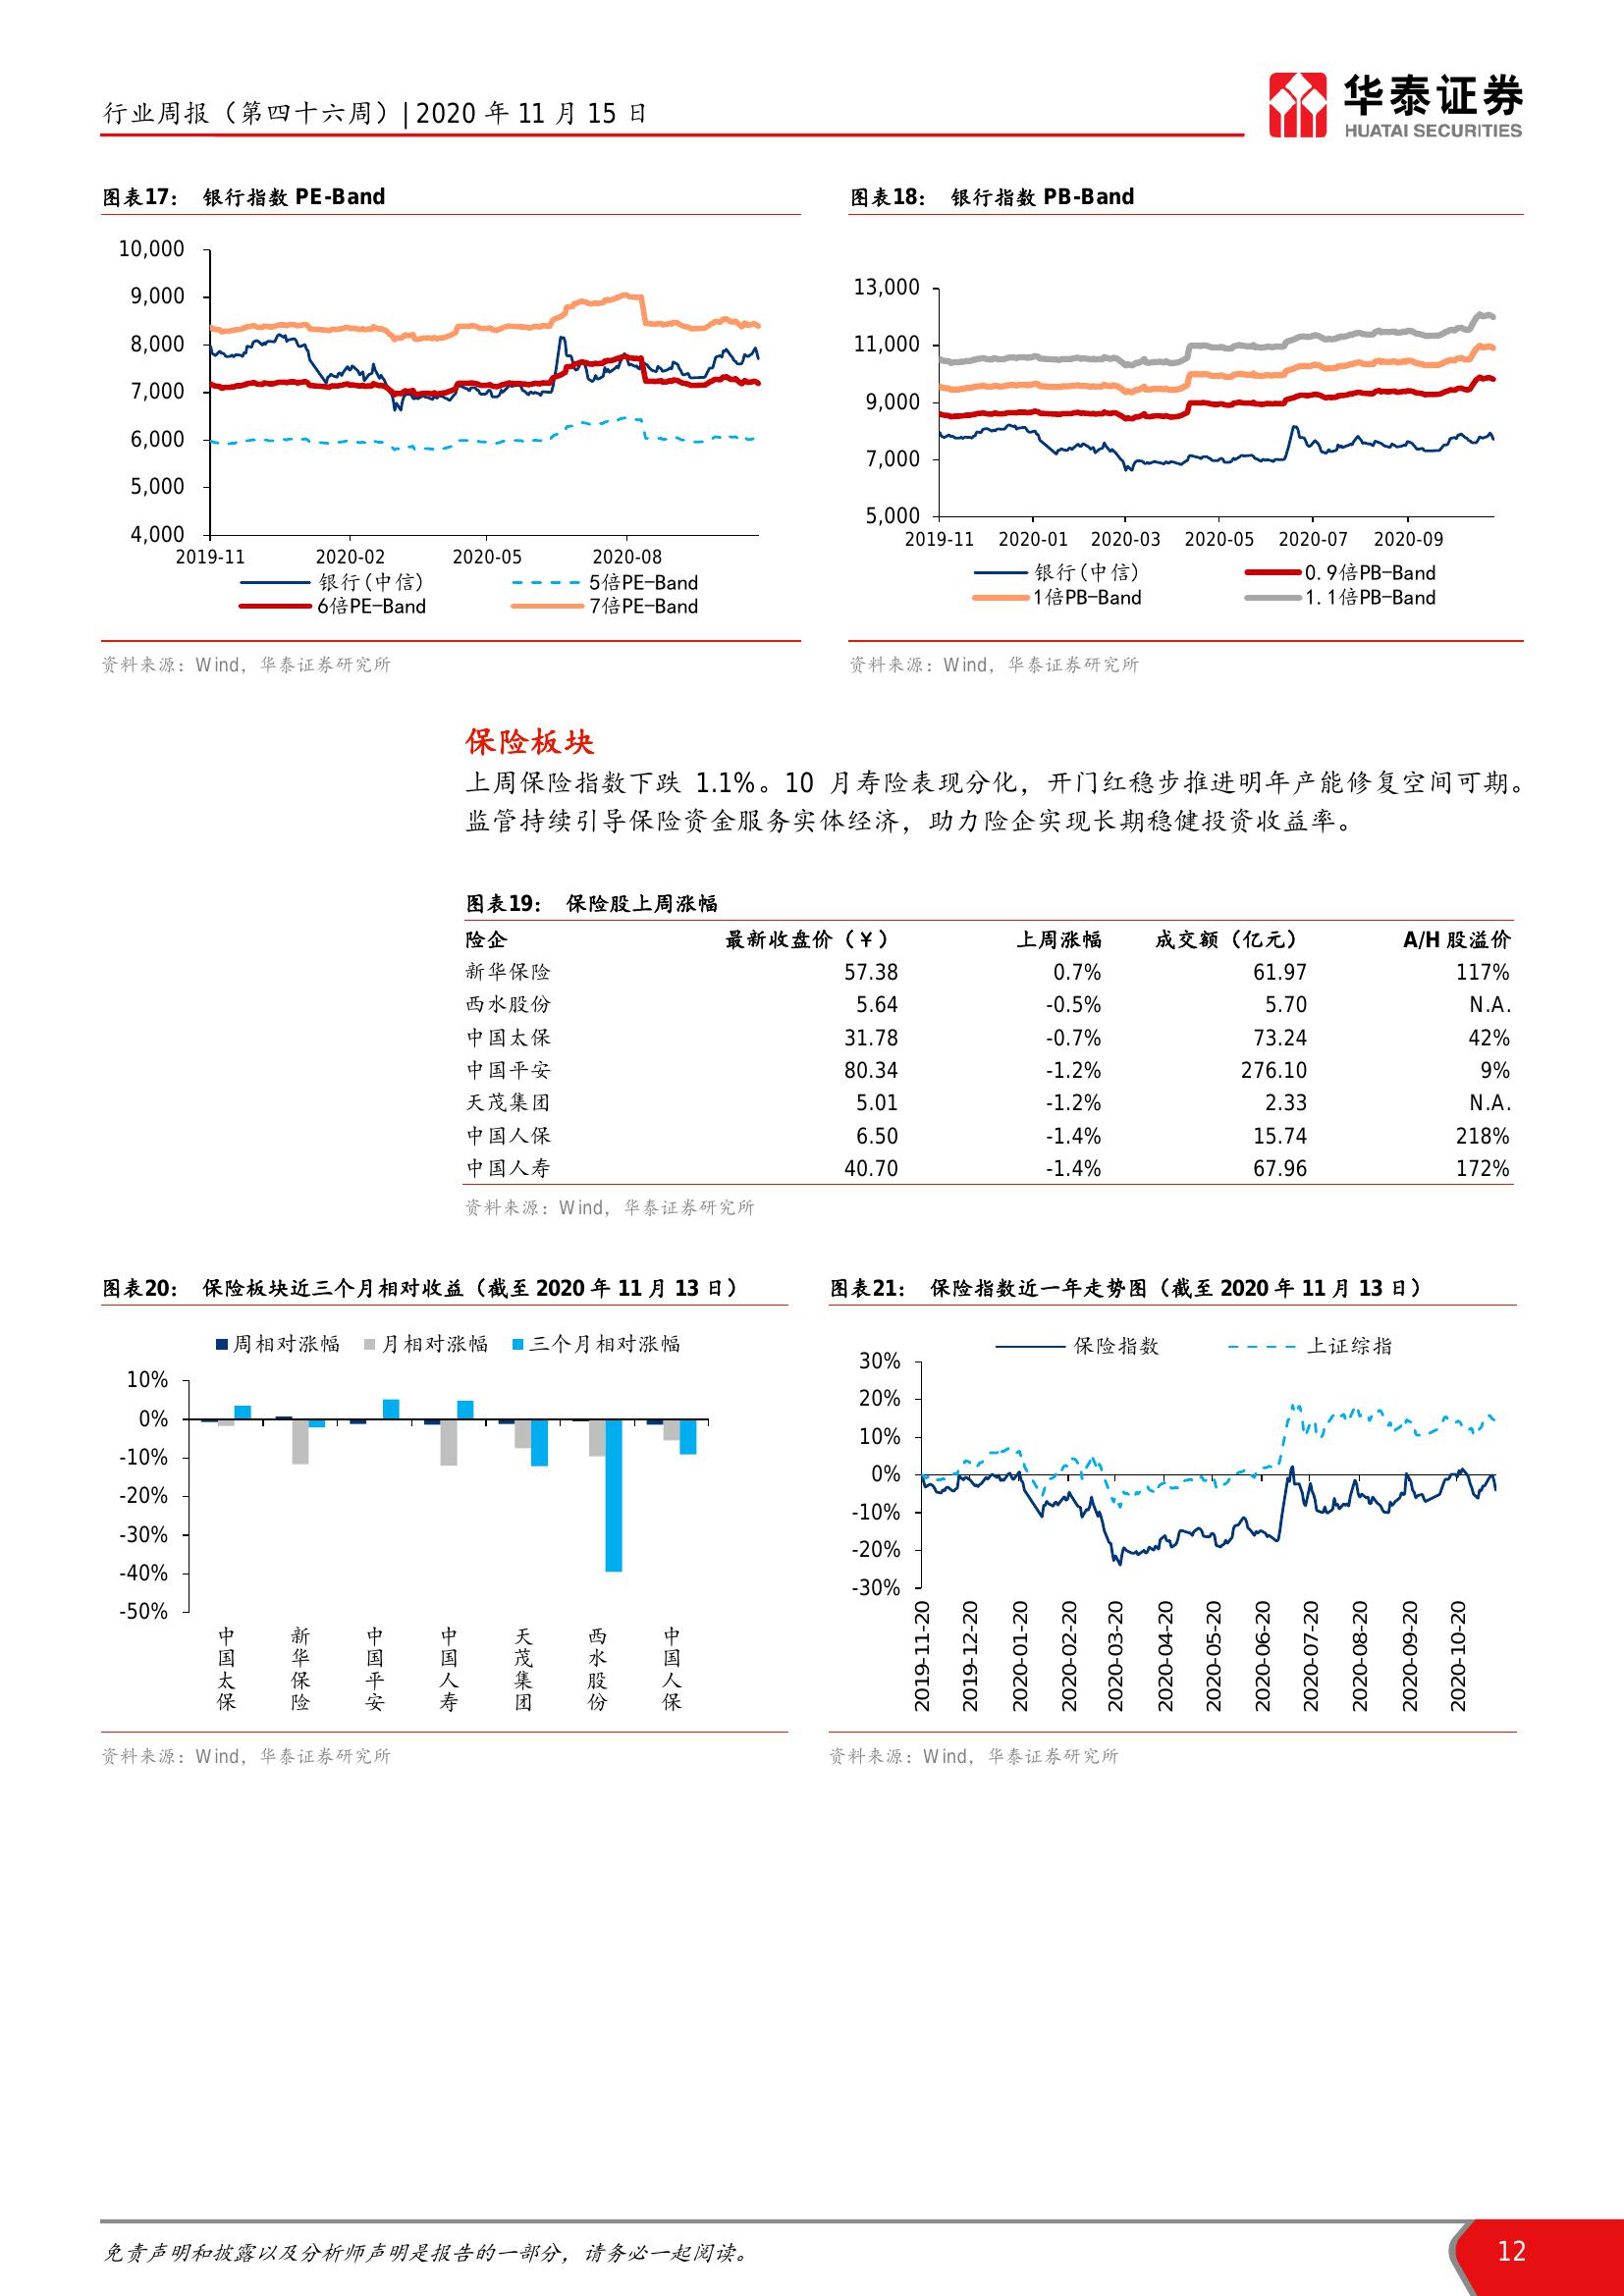 行业周报（第四十六周）| 2020 年 11 月 15 日
华泰证券
HUATAI SECURITIES
图表17： 银行指数 PE-Band
10,000
9,000
8,000
7,000
6,000
5,000
4,000
2019-11 2020-02 2020-05 2020-08
银行(中信) 5倍PE-Band
6倍PE-Band 7倍PE-Band
资料来源：Wind，华泰证券研究所
图表18： 银行指数 PB-Band
13,000
11,000
9,000
7,000
5,000
2019-11 2020-01 2020-03 2020-05 2020-07 2020-09
银行(中信) 0.9倍PB-Band
1倍PB-Band 1.1倍PB-Band
资料来源：Wind，华泰证券研究所
保险板块
上周保险指数下跌 1.1%。10 月寿险表现分化，开门红稳步推进明年产能修复空间可期。
监管持续引导保险资金服务实体经济，助力险企实现长期稳健投资收益率。
图表19： 保险股上周涨幅
险企 最新收盘价（¥） 上周涨幅 成交额（亿元） A/H 股溢价
新华保险 57.38 0.7% 61.97 117%
西水股份 5.64 -0.5% 5.70 N.A.
中国太保 31.78 -0.7% 73.24 42%
中国平安 80.34 -1.2% 276.10 9%
天茂集团 5.01 -1.2% 2.33 N.A.
中国人保 6.50 -1.4% 15.74 218%
中国人寿 40.70 -1.4% 67.96 172%
资料来源：Wind，华泰证券研究所
图表20： 保险板块近三个月相对收益（截至 2020 年 11 月 13 日）
周相对涨幅 月相对涨幅 三个月相对涨幅
10%
0%
-10%
-20%
-30%
-40%
-50%
中国太保 新华保险 中国平安 中国人寿 天茂集团 西水股份 中国人保
资料来源：Wind，华泰证券研究所
图表21： 保险指数近一年走势图（截至 2020 年 11 月 13 日）
保险指数 上证综指
30%
20%
10%
0%
-10%
-20%
-30%
2019-11-20 2019-12-20 2020-01-20 2020-02-20 2020-03-20 2020-04-20 2020-05-20 2020-06-20 2020-07-20 2020-08-20 2020-09-20 2020-10-20
资料来源：Wind，华泰证券研究所
免责声明和披露以及分析师声明是报告的一部分，请务必一起阅读。
12